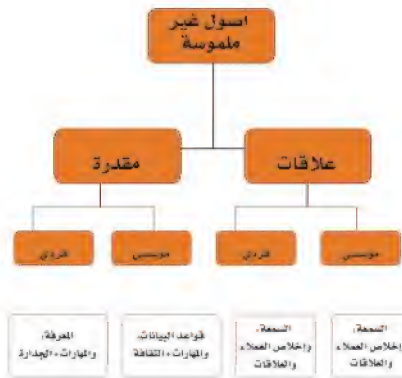 اصول غير
ملموسة
علاقات
مقدرة
مؤسسي
فردي
مؤسسي
فردي
السمعة،
وإخلاص العملاء
والعلاقات
السمعة،
وإخلاص العملاء
والعلاقات
قواعد البيانات،
والمهارات، الثقافة
المعرفة،
والمهارات، الجدارة